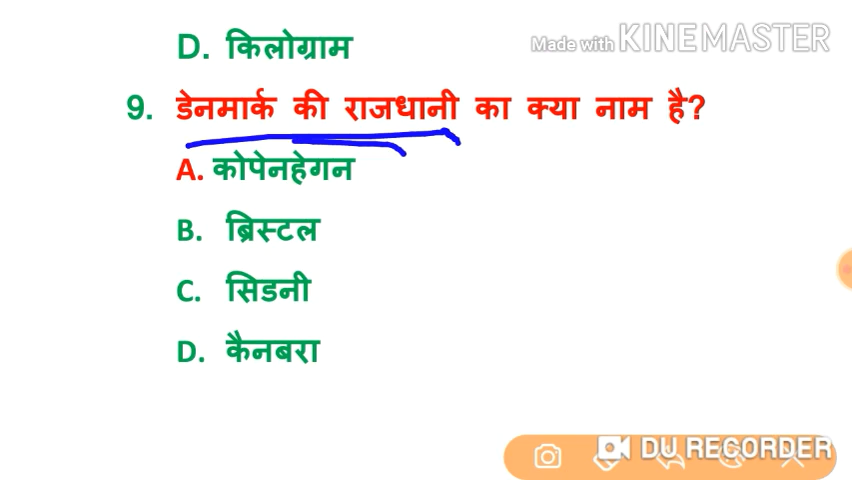 D. किलोग्राम
Made with KINEMASTER
9. डेनमार्क की राजधानी का क्या नाम है?
A. कोपेनहेगन
B. ब्रिस्टल
C. सिडनी
D. कैनबरा
DU RECORDER